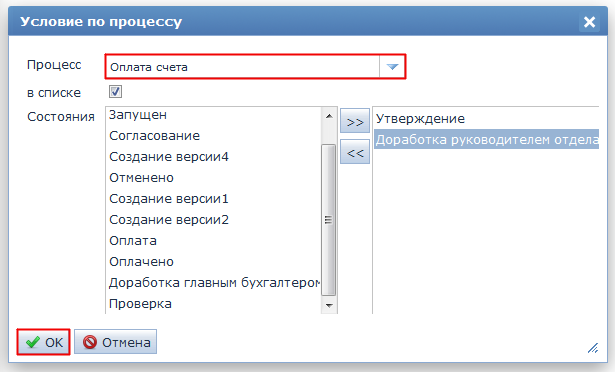 Условие по процессу
Процесс
Оплата счета
в списке
Состояния
Запущен
Согласование
Создание версии4
Отменено
Создание версии1
Создание версии2
Оплата
Оплачено
Доработка главным бухгалтером
Проверка
>>
<<
Утверждение
Доработка руководителем отдела
OK
Отмена